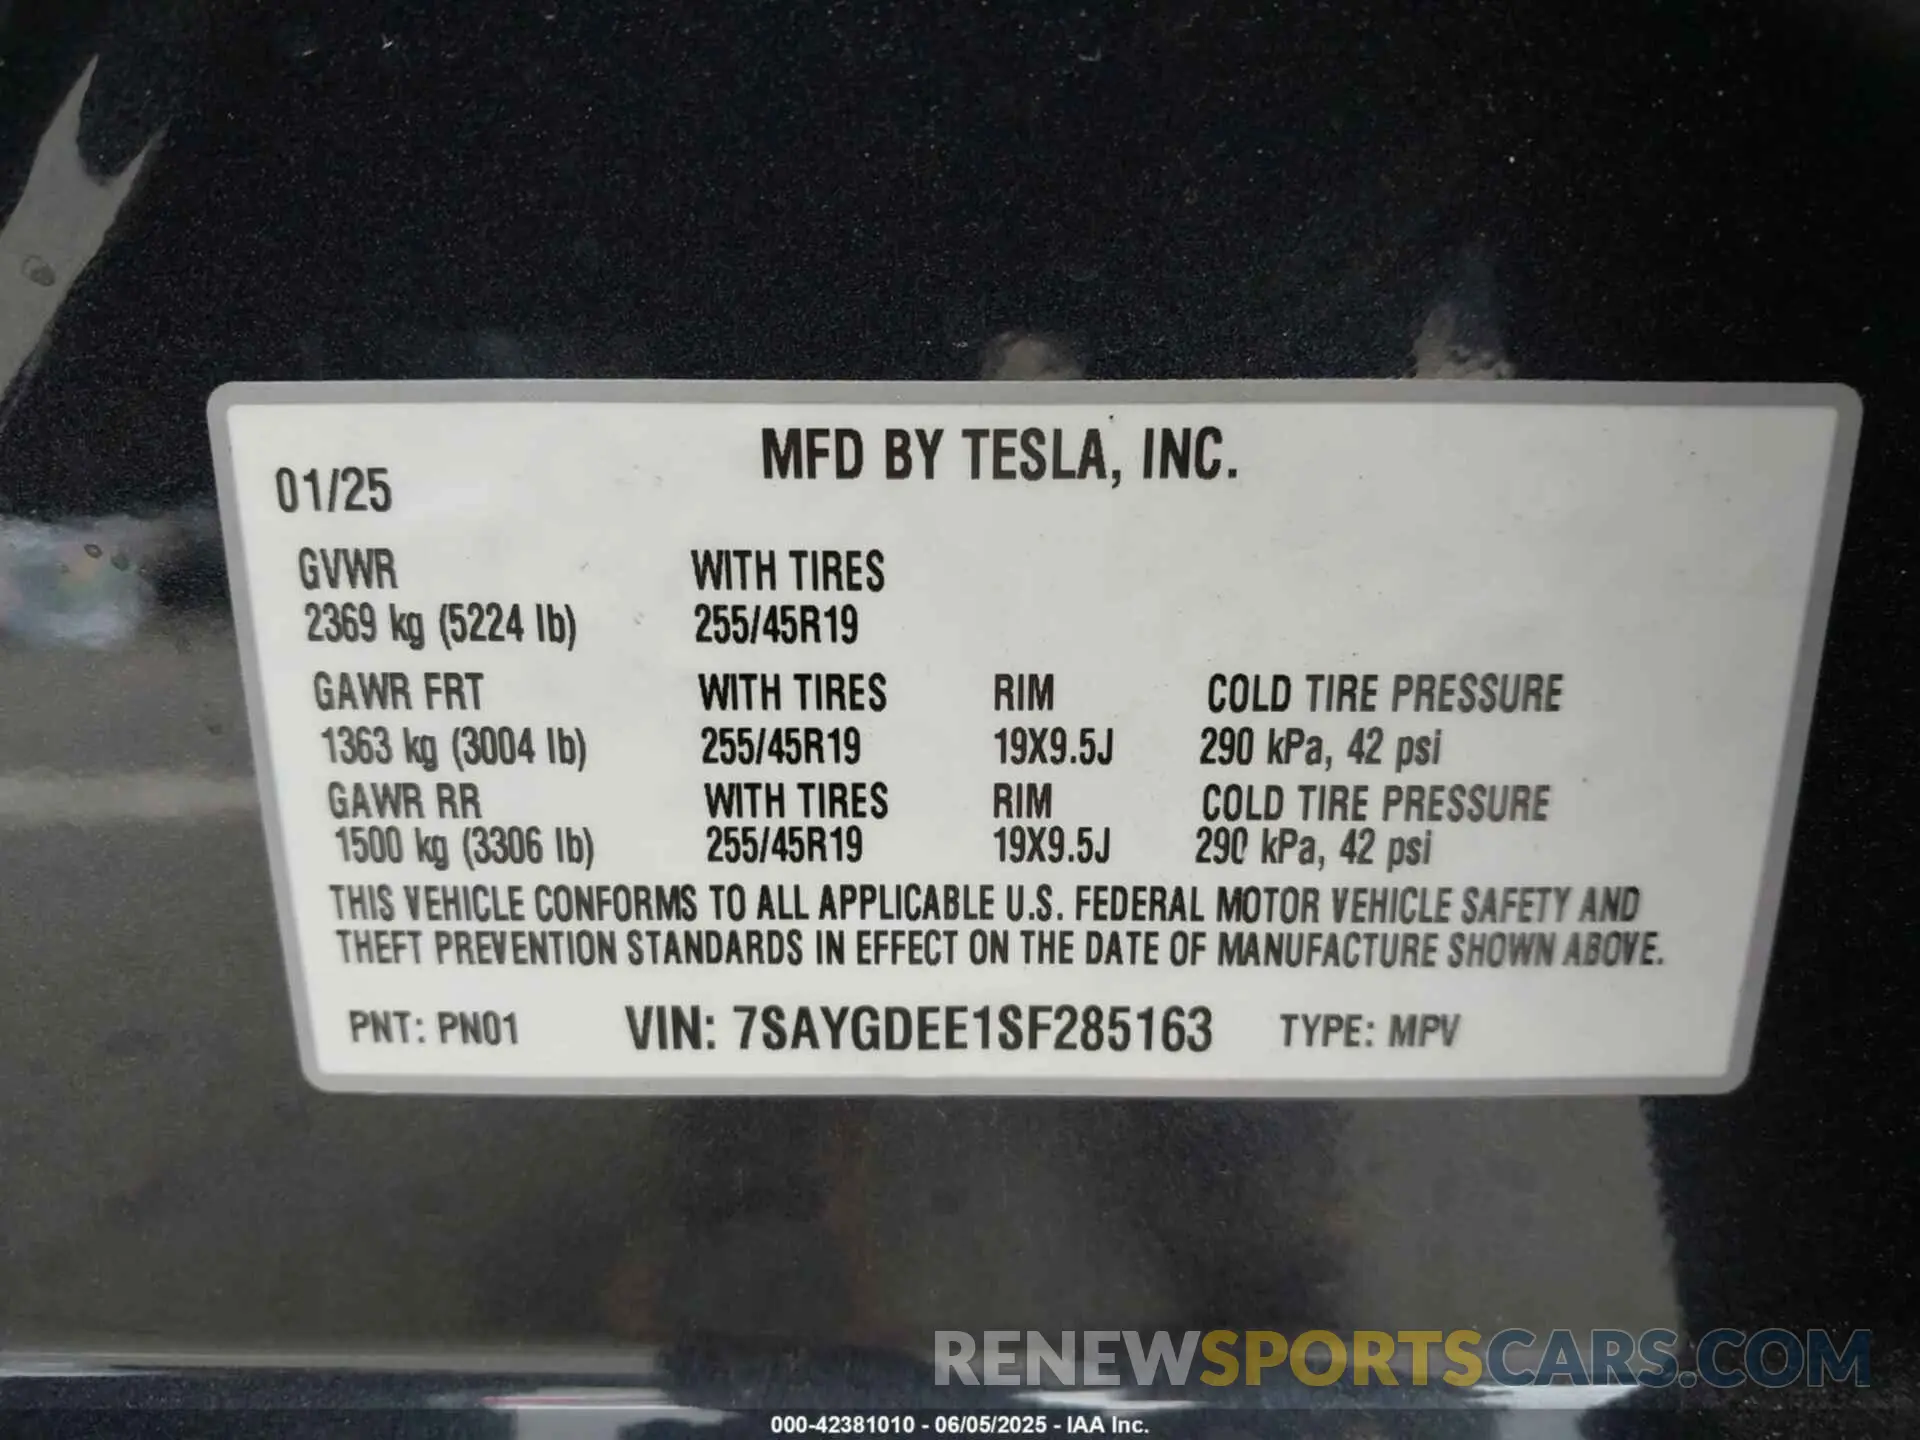 MFD BY TESLA, INC.
01/25
GVWR WITH TIRES
2369 kg (5224 lb) 255/45R19
GAWR FRT WITH TIRES RIM COLD TIRE PRESSURE
1363 kg (3004 lb) 255/45R19 19X9.5J 290 kPa, 42 psi
GAWR RR WITH TIRES RIM COLD TIRE PRESSURE
1500 kg (3306 lb) 255/45R19 19X9.5J 290 kPa, 42 psi
THIS VEHICLE CONFORMS TO ALL APPLICABLE U.S. FEDERAL MOTOR VEHICLE SAFETY AND
THEFT PREVENTION STANDARDS IN EFFECT ON THE DATE OF MANUFACTURE SHOWN ABOVE.
PNT: PN01 VIN: 7SAYGDEE1SF285163 TYPE: MPV
RENEWSPORTSCARS.COM
000-42381010 - 06/05/2025 - IAA Inc.